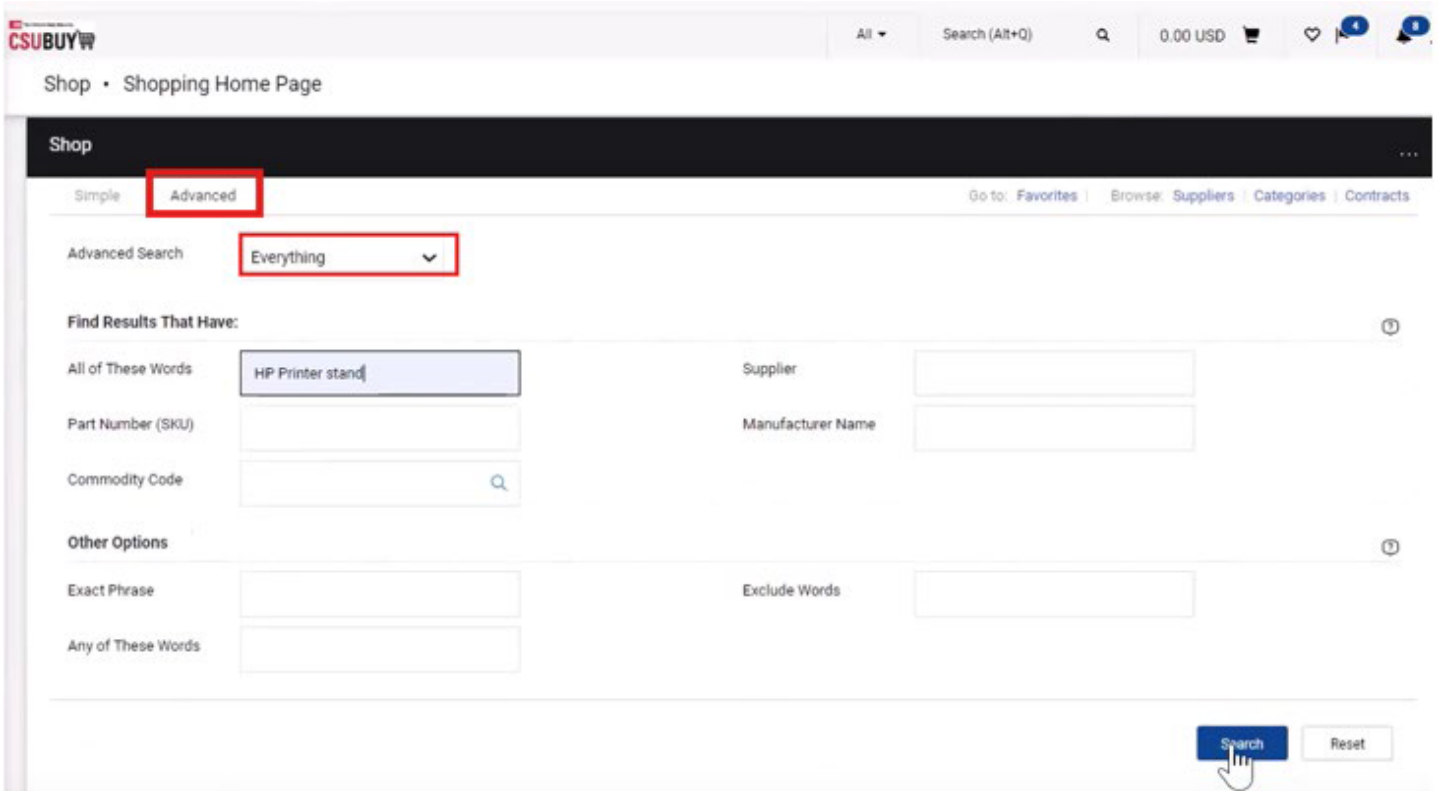 CSUBUY
All
Search (Alt+Q)
0.00 USD
4
8
Shop • Shopping Home Page
Shop
...
Simple
Advanced
Go to: Favorites | Browse: Suppliers | Categories | Contracts
Advanced Search
Everything
Find Results That Have:
?
All of These Words
HP Printer stand
Supplier
Part Number (SKU)
Manufacturer Name
Commodity Code
Other Options
?
Exact Phrase
Exclude Words
Any of These Words
Search
Reset